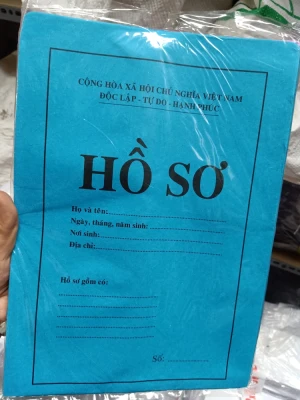 CỘNG HÒA XÃ HỘI CHỦ NGHĨA VIỆT NAM
ĐỘC LẬP - TỰ DO - HẠNH PHÚC
HỒ SƠ
Họ và tên:
Ngày, tháng, năm sinh:
Nơi sinh:
Địa chỉ:
Hồ sơ gồm có:
Số: